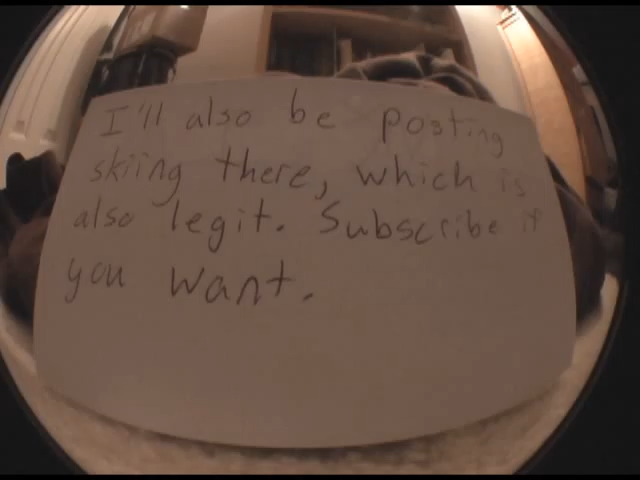 I'll also be posting
skiing there, which is
also legit. Subscribe if
you want.